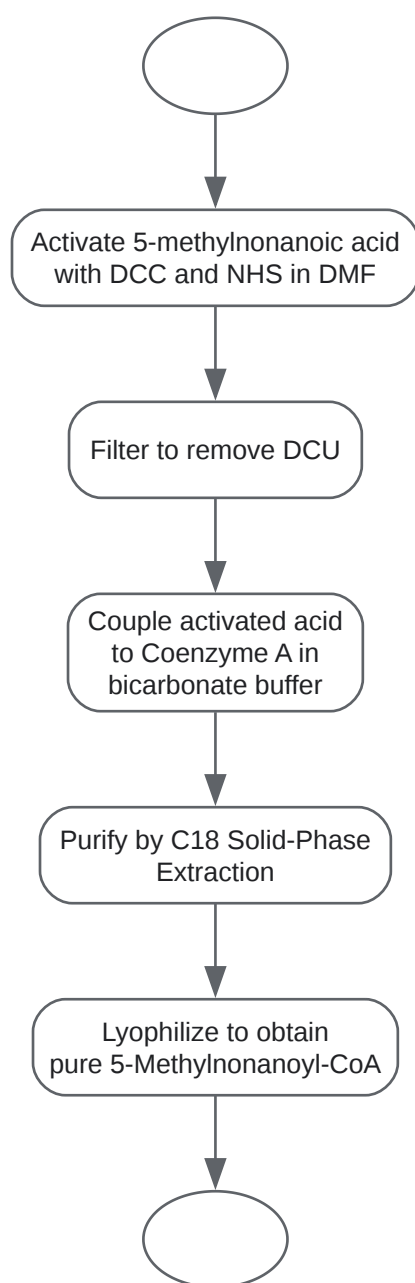 Activate 5-methylnonanoic acid
with DCC and NHS in DMF
Filter to remove DCU
Couple activated acid
to Coenzyme A in
bicarbonate buffer
Purify by C18 Solid-Phase
Extraction
Lyophilize to obtain
pure 5-Methylnonanoyl-CoA